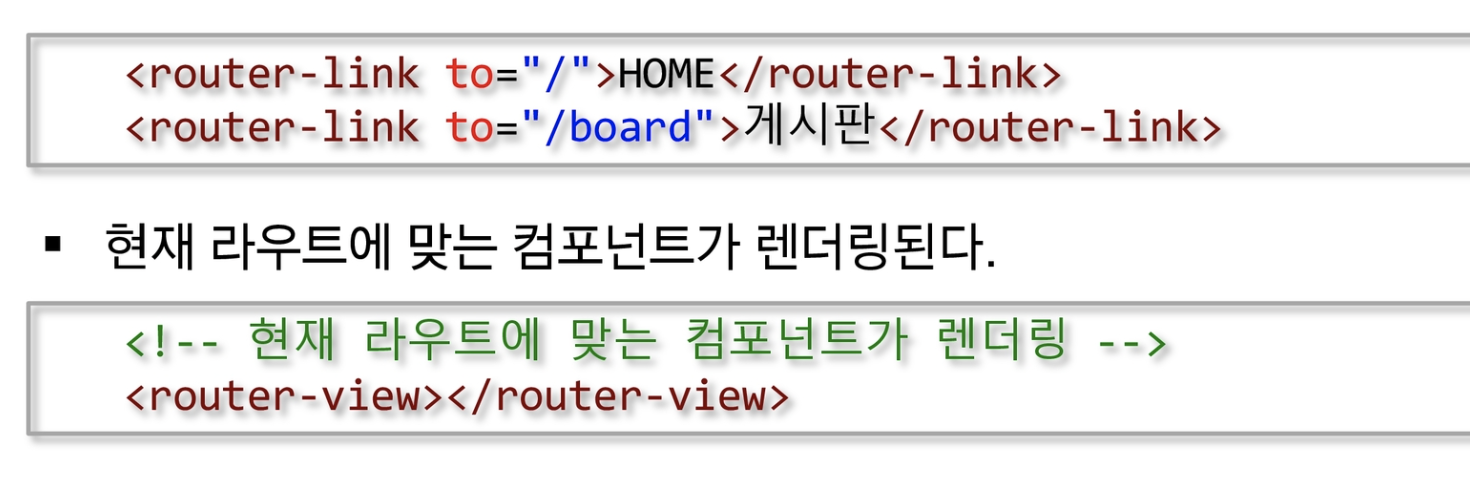 <router-link to="/">HOME</router-link>
<router-link to="/board">게시판</router-link>
▪ 현재 라우트에 맞는 컴포넌트가 렌더링된다.
<!-- 현재 라우트에 맞는 컴포넌트가 렌더링 -->
<router-view></router-view>